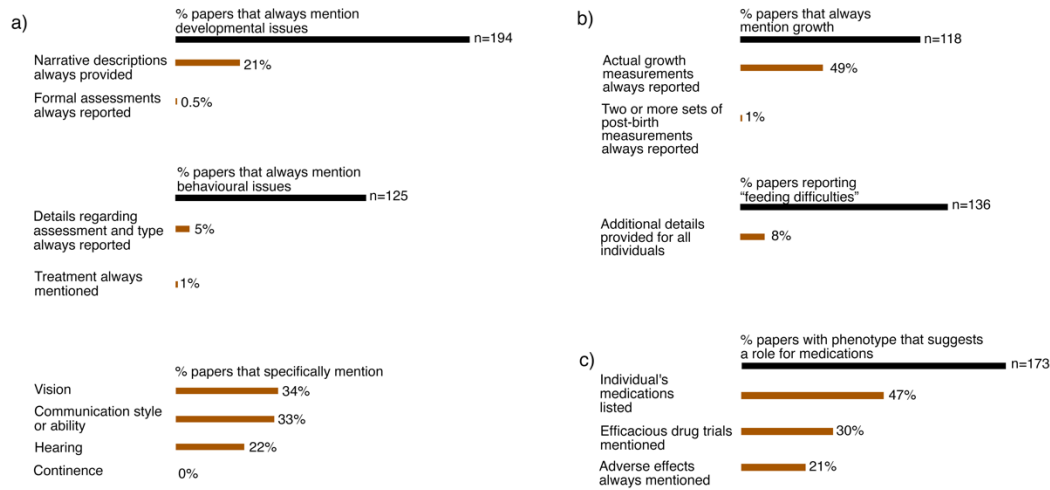 a)
% papers that always mention
developmental issues
n=194
Narrative descriptions
always provided
21%
Formal assessments
always reported
0.5%
% papers that always mention
behavioural issues
n=125
Details regarding
assessment and type
always reported
5%
Treatment always
mentioned
1%
% papers that specifically mention
Vision
34%
Communication style
or ability
33%
Hearing
22%
Continence
0%
b)
% papers that always
mention growth
n=118
Actual growth
measurements
always reported
49%
Two or more sets of
post-birth
measurements
always reported
1%
% papers reporting
“feeding difficulties”
n=136
Additional details
provided for all
individuals
8%
c)
% papers with phenotype that suggests
a role for medications
n=173
Individual's
medications
listed
47%
Efficacious drug trials
mentioned
30%
Adverse effects
always mentioned
21%